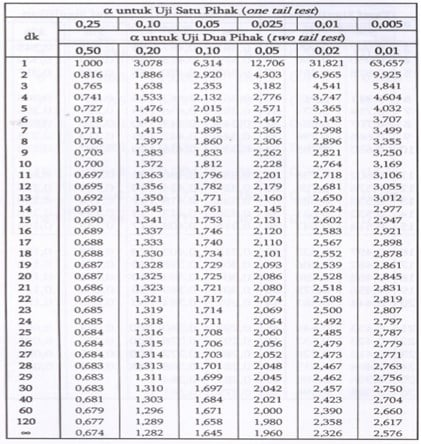 α untuk Uji Satu Pihak (one tail test)
dk 0,25 0,10 0,05 0,025 0,01 0,005
α untuk Uji Dua Pihak (two tail test)
0,50 0,20 0,10 0,05 0,02 0,01
1 1,000 3,078 6,314 12,706 31,821 63,657
2 0,816 1,886 2,920 4,303 6,965 9,925
3 0,765 1,638 2,353 3,182 4,541 5,841
4 0,741 1,533 2,132 2,776 3,747 4,604
5 0,727 1,476 2,015 2,571 3,365 4,032
6 0,718 1,440 1,943 2,447 3,143 3,707
7 0,711 1,415 1,895 2,365 2,998 3,499
8 0,706 1,397 1,860 2,306 2,896 3,355
9 0,703 1,383 1,833 2,262 2,821 3,250
10 0,700 1,372 1,812 2,228 2,764 3,169
11 0,697 1,363 1,796 2,201 2,718 3,106
12 0,695 1,356 1,782 2,179 2,681 3,055
13 0,692 1,350 1,771 2,160 2,650 3,012
14 0,691 1,345 1,761 2,145 2,624 2,977
15 0,690 1,341 1,753 2,131 2,602 2,947
16 0,689 1,337 1,746 2,120 2,583 2,921
17 0,688 1,333 1,740 2,110 2,567 2,898
18 0,688 1,330 1,734 2,101 2,552 2,878
19 0,687 1,328 1,729 2,093 2,539 2,861
20 0,687 1,325 1,725 2,086 2,528 2,845
21 0,686 1,323 1,721 2,080 2,518 2,831
22 0,686 1,321 1,717 2,074 2,508 2,819
23 0,685 1,319 1,714 2,069 2,500 2,807
24 0,685 1,318 1,711 2,064 2,492 2,797
25 0,684 1,316 1,708 2,060 2,485 2,787
26 0,684 1,315 1,706 2,056 2,479 2,779
27 0,684 1,314 1,703 2,052 2,473 2,771
28 0,683 1,313 1,701 2,048 2,467 2,763
29 0,683 1,311 1,699 2,045 2,462 2,756
30 0,683 1,310 1,697 2,042 2,457 2,750
40 0,681 1,303 1,684 2,021 2,423 2,704
60 0,679 1,296 1,671 2,000 2,390 2,660
120 0,677 1,289 1,658 1,980 2,358 2,617
∞ 0,674 1,282 1,645 1,960 2,326 2,576